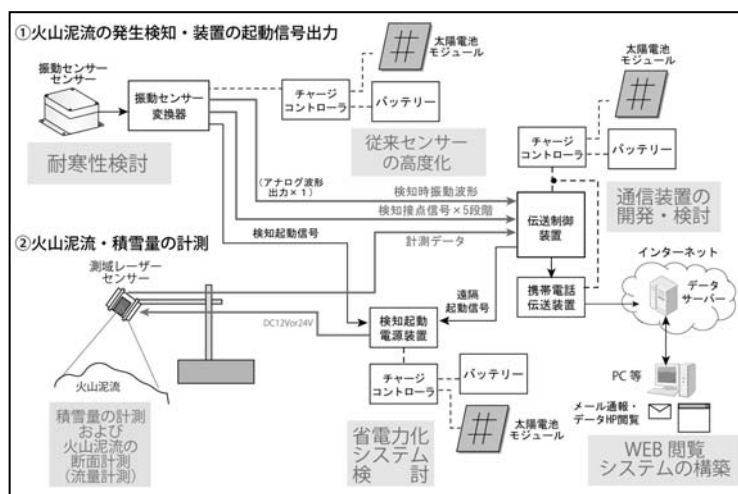 ①火山泥流の発生検知・装置の起動信号出力
振動センサー
センサー
振動センサー
変換器
チャージ
コントローラ
太陽電池
モジュール
バッテリー
太陽電池
モジュール
チャージ
コントローラ
バッテリー
耐寒性検討
従来センサー
の高度化
通信装置の
開発・検討
(アナログ波形
出力×1)
検知時振動波形
検知接点信号×5段階
検知起動信号
計測データ
伝送制御
装置
②火山泥流・積雪量の計測
測域レーザー
センサー
インターネット
データ
サーバー
携帯電話
伝送装置
遠隔
起動信号
DC12Vor24V
検知起動
電源装置
火山泥流
チャージ
コントローラ
バッテリー
太陽電池
モジュール
PC等
メール通報・
データHP閲覧
積雪量の計測
および
火山泥流の
断面計測
(流量計測)
省電力化
システム
検討
WEB閲覧
システムの構築